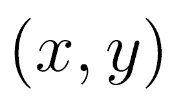 (x, y)